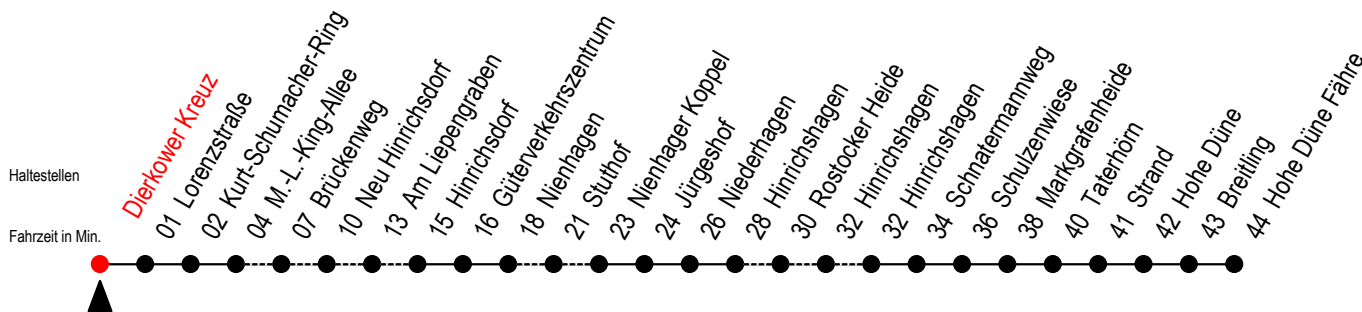 Haltestellen
Fahrzeit in Min.
Dierkower Kreuz
01 Lorenzstraße
02 Kurt-Schumacher-Ring
04 M.-L.-King-Allee
07 Brückenweg
10 Neu Hinrichsdorf
13 Am Liepengraben
15 Hinrichsdorf
16 Güterverkehrszentrum
18 Nienhagen
21 Stuthof
23 Nienhager Koppel
24 Jürgeshof
26 Niederhagen
28 Hinrichshagen
30 Rostocker Heide
32 Hinrichshagen
32 Hinrichshagen
34 Schnatermannweg
36 Schulzenwiese
38 Markgrafenheide
40 Taterhörn
41 Strand
42 Hohe Düne
43 Breitling
44 Hohe Düne Fähre